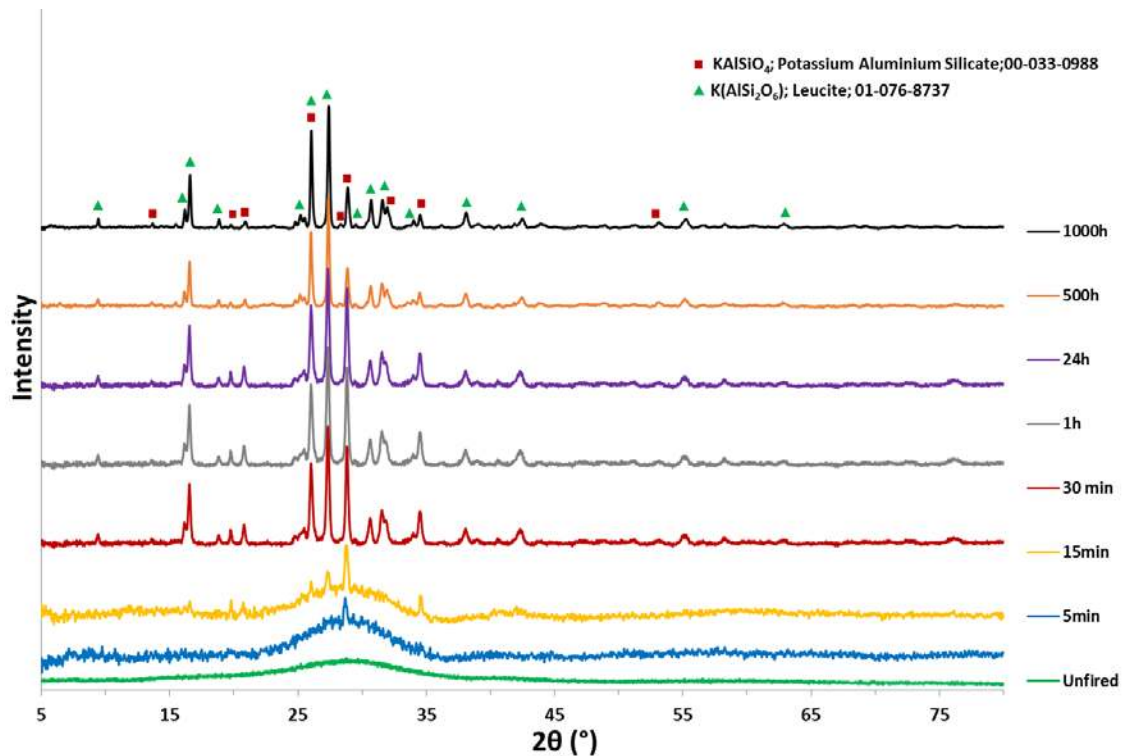 KAlSiO₄; Potassium Aluminium Silicate;00-033-0988
K(AlSi₂O₆); Leucite; 01-076-8737
1000h
500h
24h
1h
30 min
15min
5min
Unfired
Intensity
5 15 25 35 45 55 65 75
2θ (°)